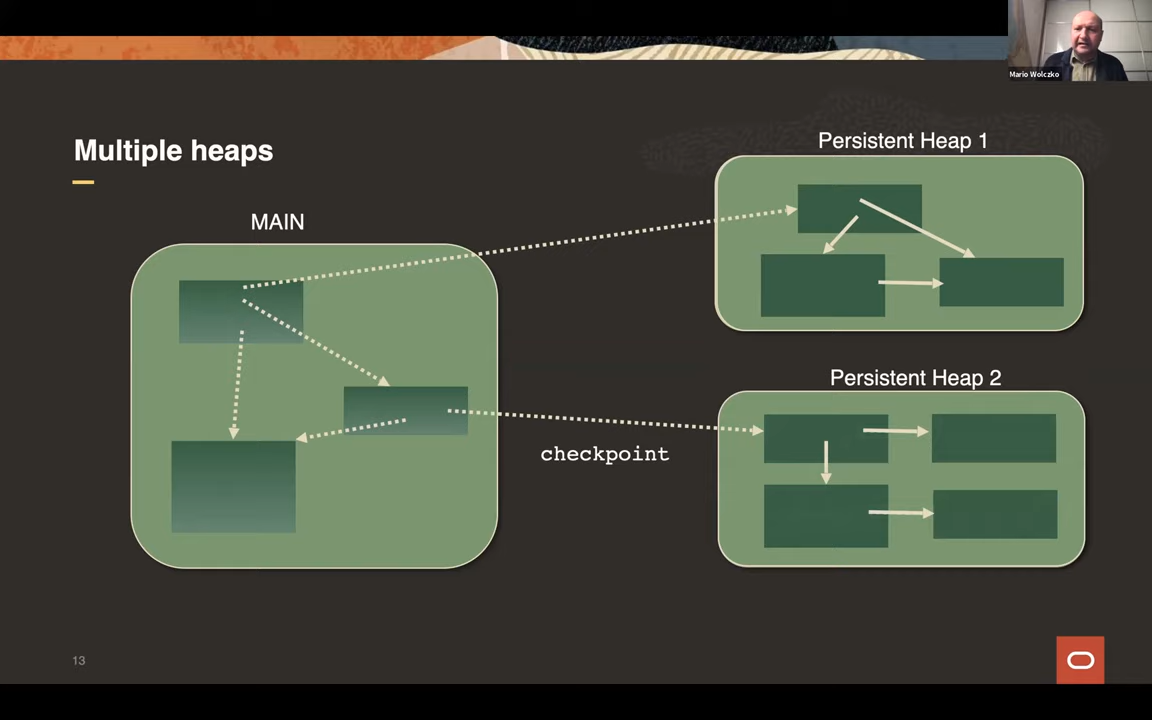 Mario Wolczko
Multiple heaps
MAIN
Persistent Heap 1
Persistent Heap 2
checkpoint
13